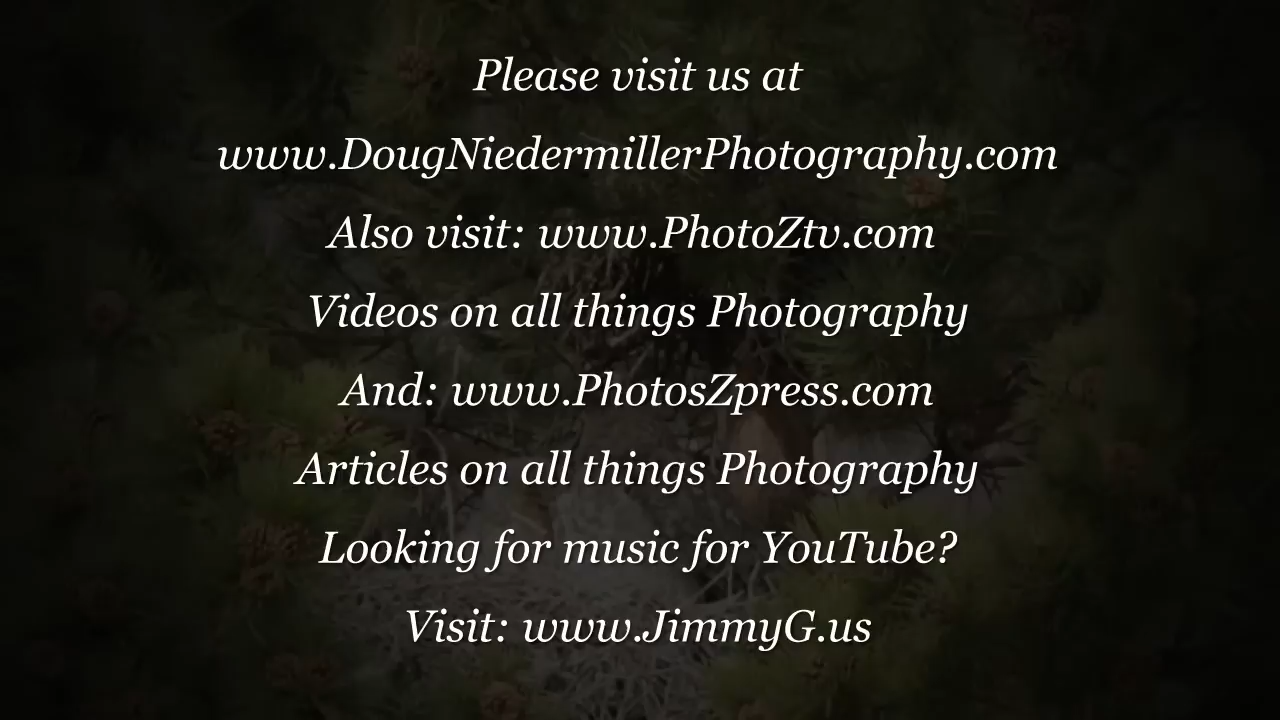 Please visit us at
www.DougNiedermillerPhotography.com
Also visit: www.PhotoZtv.com
Videos on all things Photography
And: www.PhotosZpress.com
Articles on all things Photography
Looking for music for YouTube?
Visit: www.JimmyG.us